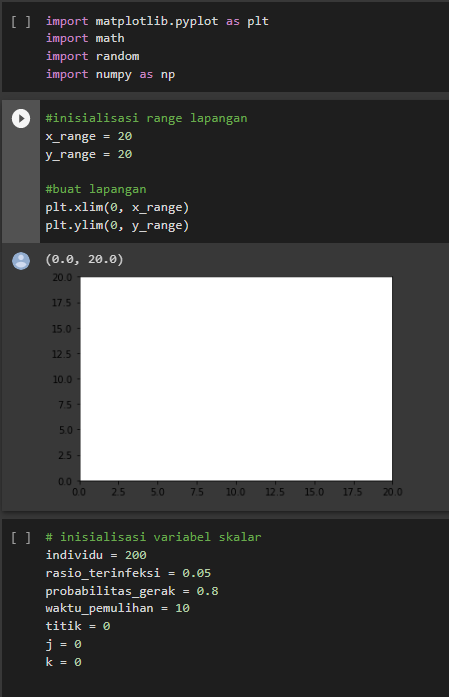 [ ] import matplotlib.pyplot as plt
import math
import random
import numpy as np
#inisialisasi range lapangan
x_range = 20
y_range = 20
#buat lapangan
plt.xlim(0, x_range)
plt.ylim(0, y_range)
(0.0, 20.0)
20.0
17.5
15.0
12.5
10.0
7.5
5.0
2.5
0.0
0.0 2.5 5.0 7.5 10.0 12.5 15.0 17.5 20.0
[ ] # inisialisasi variabel skalar
individu = 200
rasio_terinfeksi = 0.05
probabilitas_gerak = 0.8
waktu_pemulihan = 10
titik = 0
j = 0
k = 0